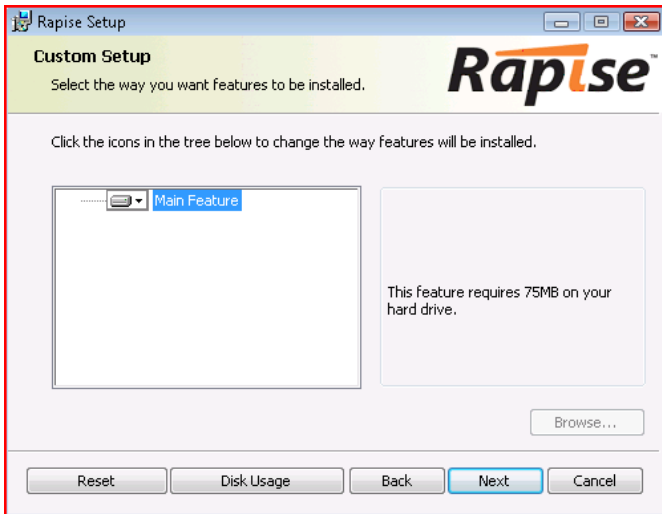 Rapise Setup
Custom Setup
Select the way you want features to be installed.
Rapise™
Click the icons in the tree below to change the way features will be installed.
Main Feature
This feature requires 75MB on your
hard drive.
Browse...
Reset
Disk Usage
Back
Next
Cancel